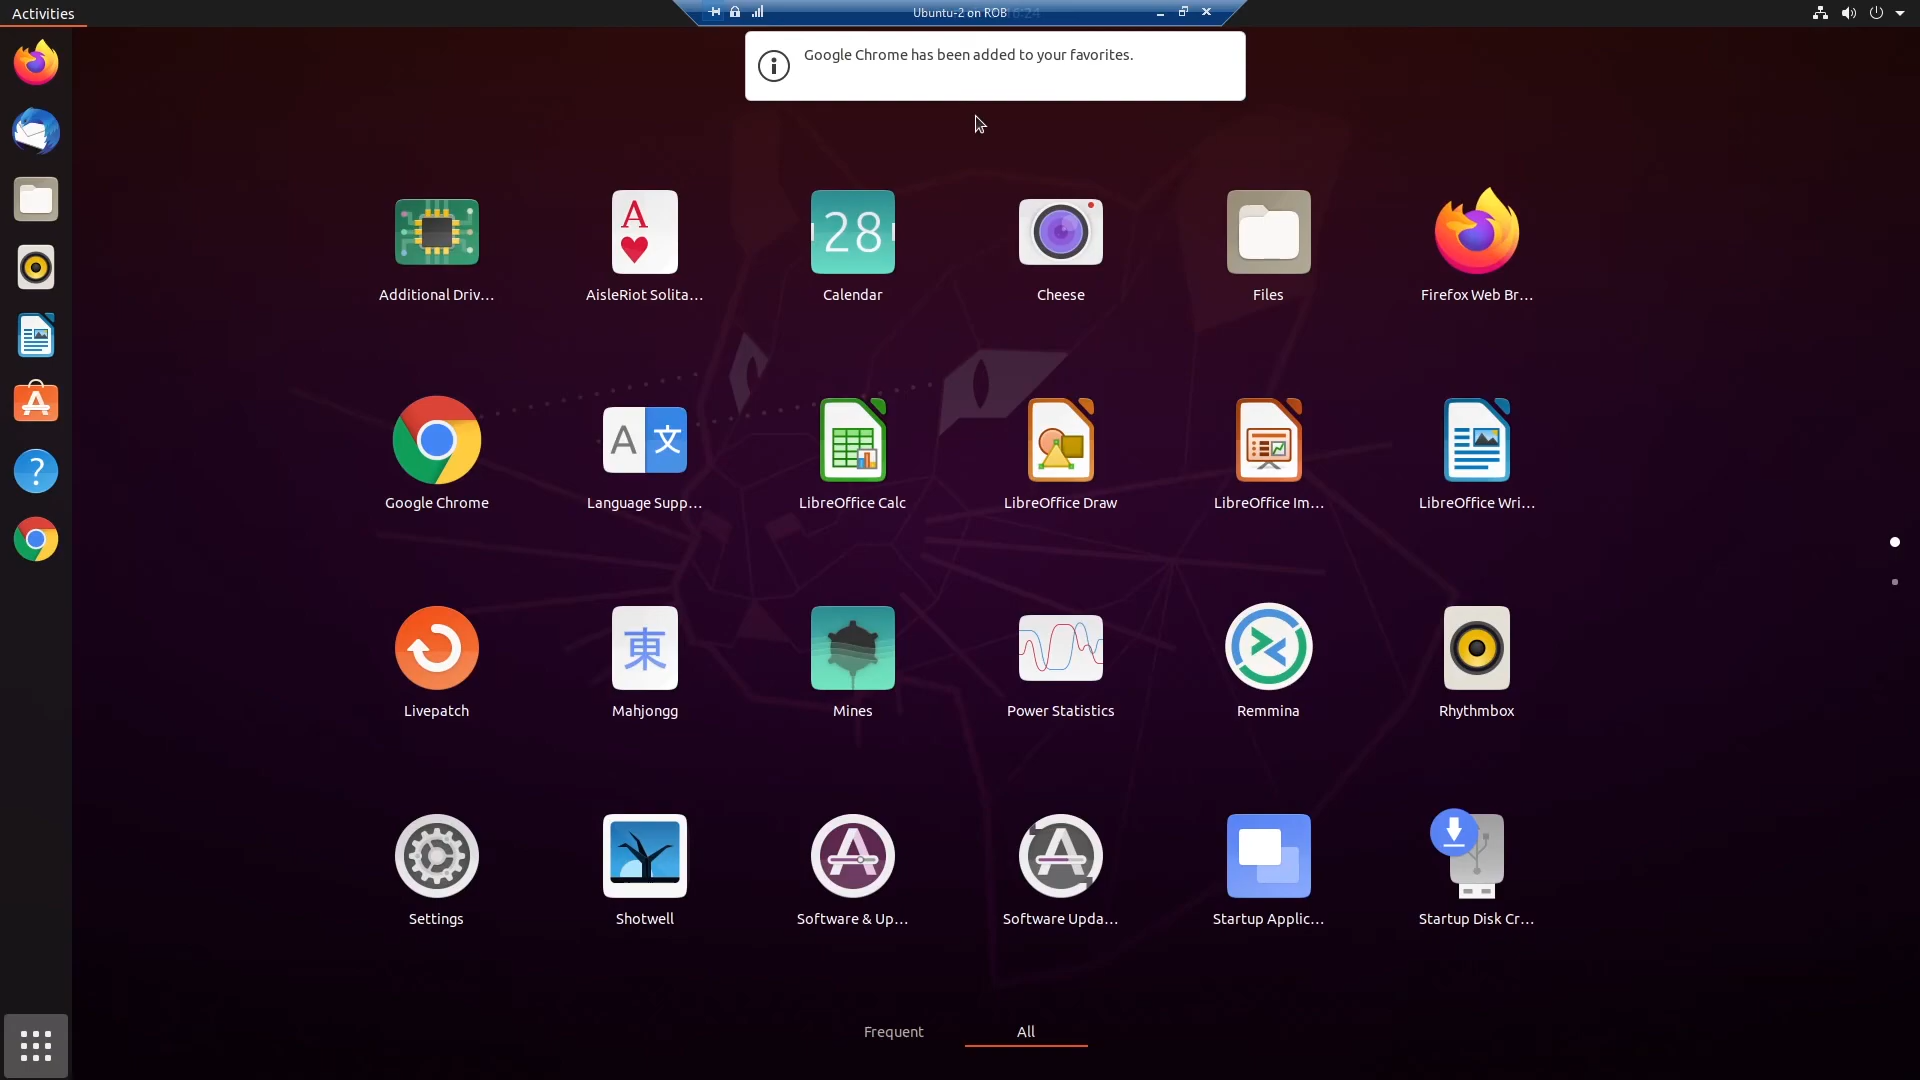 Activities
Ubuntu-2 on ROB
Google Chrome has been added to your favorites.
28
A
Additional Driv...
AisleRiot Solita...
Calendar
Cheese
Files
Firefox Web Br...
A 文
Google Chrome
Language Supp...
LibreOffice Calc
LibreOffice Draw
LibreOffice Im...
LibreOffice Wri...
東
Livepatch
Mahjongg
Mines
Power Statistics
Remmina
Rhythmbox
Settings
Shotwell
Software & Up...
Software Upda...
Startup Applic...
Startup Disk Cr...
Frequent
All